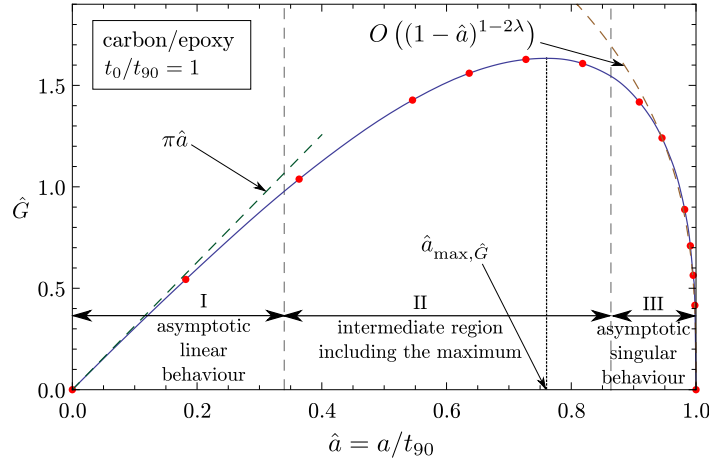 carbon/epoxy
t₀/t₉₀ = 1
O((1 − â)^{1−2λ})
πâ
Ĝ
â_{max,Ĝ}
I
asymptotic
linear
behaviour
II
intermediate region
including the maximum
III
asymptotic
singular
behaviour
1.5
1.0
0.5
0.0
0.0 0.2 0.4 0.6 0.8 1.0
â = a/t₉₀